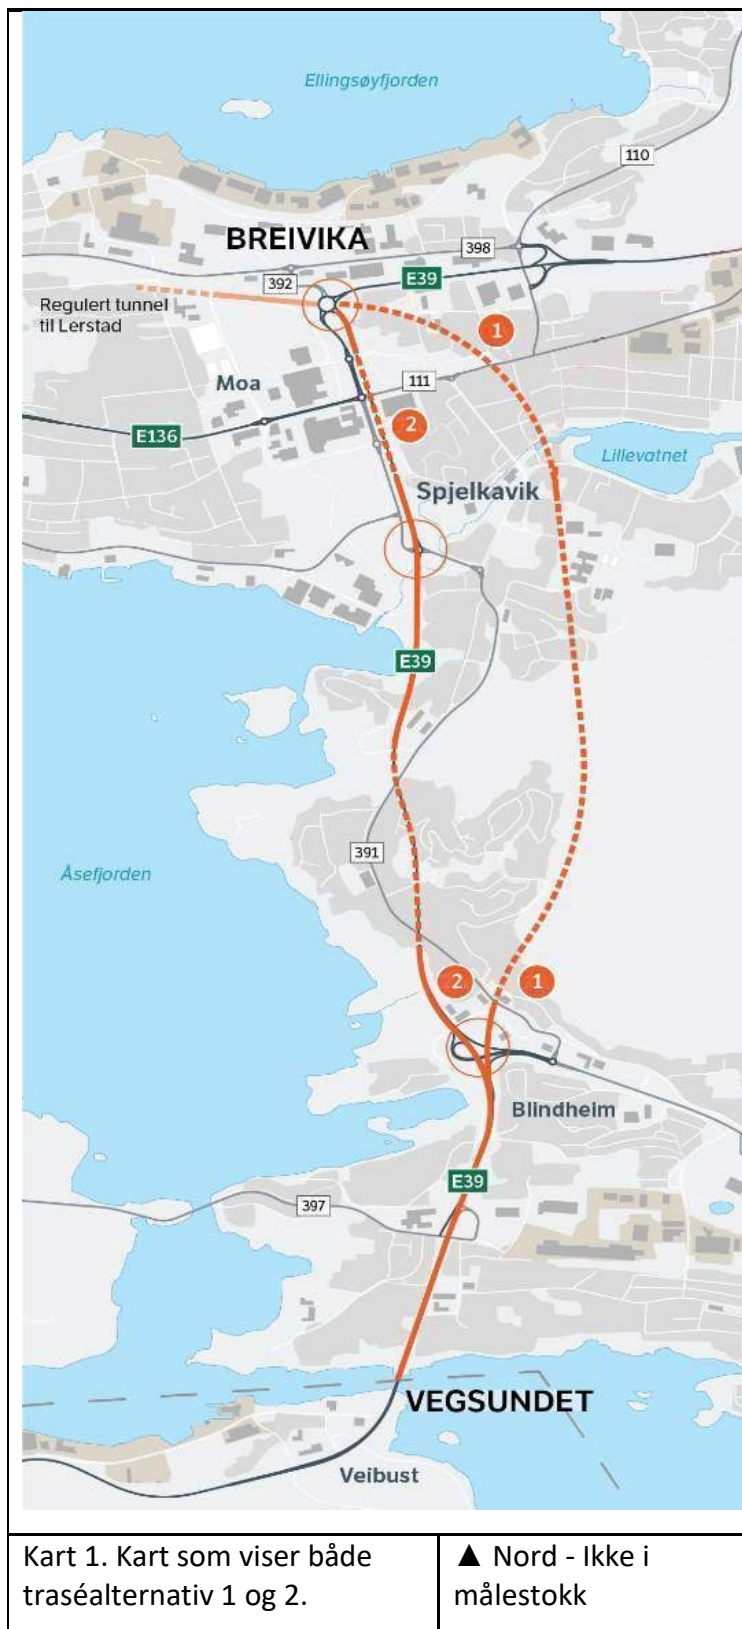 Ellingsøyfjorden
110
BREIVIKA
398
392
E39
Regulert tunnel
til Lerstad
1
Moa
111
2
E136
Lillevatnet
Spjelkavik
E39
391
Åsefjorden
2
1
Blindheim
E39
397
VEGSUNDET
Veibust
Kart 1. Kart som viser både
traséalternativ 1 og 2.
▲ Nord - Ikke i
målestokk